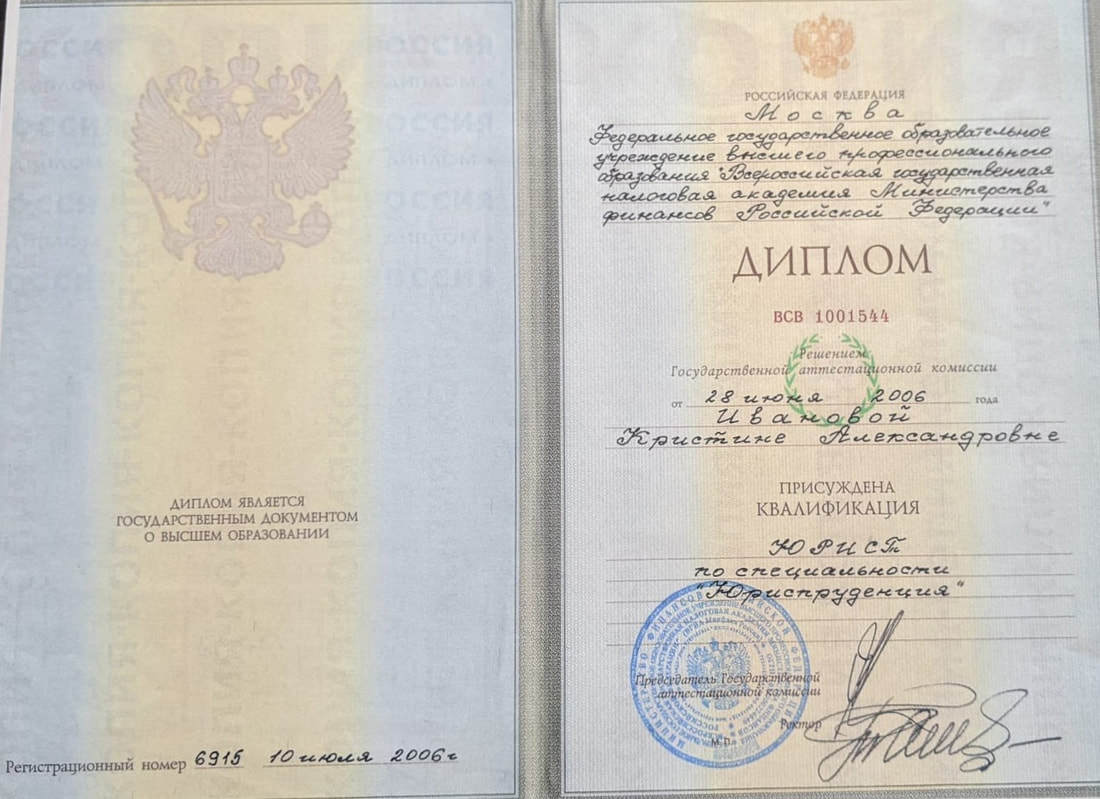 ДИПЛОМ ЯВЛЯЕТСЯ
ГОСУДАРСТВЕННЫМ ДОКУМЕНТОМ
О ВЫСШЕМ ОБРАЗОВАНИИ
Регистрационный номер 6915 10 июля 2006г
РОССИЙСКАЯ ФЕДЕРАЦИЯ
Москва
Федеральное государственное образовательное
учреждение высшего профессионального
образования "Всероссийская государственная
налоговая академия Министерства
финансов Российской Федерации"
ДИПЛОМ
ВСВ 1001544
Решением
Государственной аттестационной комиссии
от 28 июня 2006 года
Ивановой
Кристине Александровне
ПРИСУЖДЕНА
КВАЛИФИКАЦИЯ
ЮРИСТ
по специальности
"Юриспруденция"
Председатель Государственной
аттестационной комиссии
Ректор
М.П.